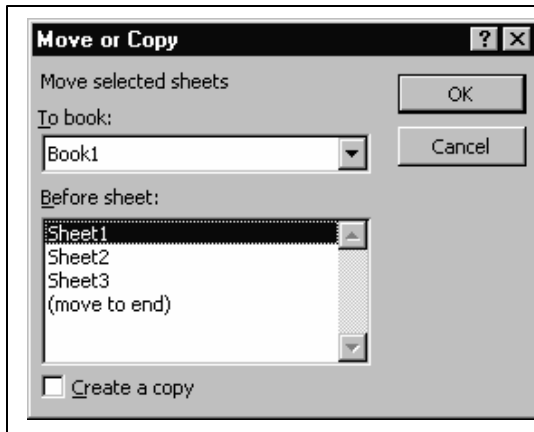 Move or Copy
Move selected sheets
To book:
Book1
Before sheet:
Sheet1
Sheet2
Sheet3
(move to end)
Create a copy
OK
Cancel